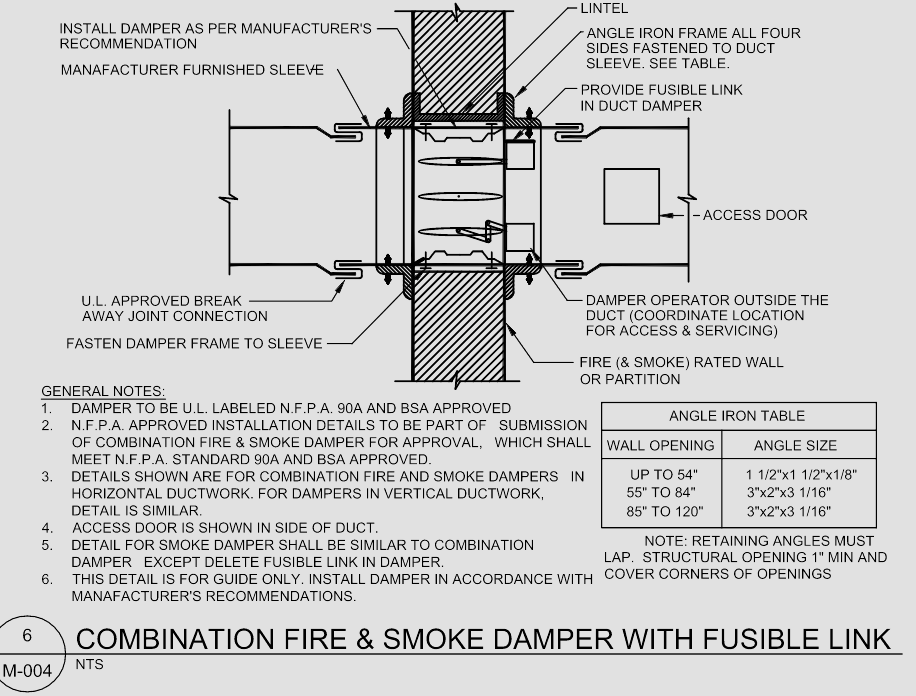 LINTEL
INSTALL DAMPER AS PER MANUFACTURER'S
RECOMMENDATION
ANGLE IRON FRAME ALL FOUR
SIDES FASTENED TO DUCT
SLEEVE. SEE TABLE.
MANAFACTURER FURNISHED SLEEVE
PROVIDE FUSIBLE LINK
IN DUCT DAMPER
ACCESS DOOR
U.L. APPROVED BREAK
AWAY JOINT CONNECTION
DAMPER OPERATOR OUTSIDE THE
DUCT (COORDINATE LOCATION
FOR ACCESS & SERVICING)
FASTEN DAMPER FRAME TO SLEEVE
FIRE (& SMOKE) RATED WALL
OR PARTITION
GENERAL NOTES:
1. DAMPER TO BE U.L. LABELED N.F.P.A. 90A AND BSA APPROVED
2. N.F.P.A. APPROVED INSTALLATION DETAILS TO BE PART OF SUBMISSION
OF COMBINATION FIRE & SMOKE DAMPER FOR APPROVAL, WHICH SHALL
MEET N.F.P.A. STANDARD 90A AND BSA APPROVED.
3. DETAILS SHOWN ARE FOR COMBINATION FIRE AND SMOKE DAMPERS IN
HORIZONTAL DUCTWORK. FOR DAMPERS IN VERTICAL DUCTWORK,
DETAIL IS SIMILAR.
4. ACCESS DOOR IS SHOWN IN SIDE OF DUCT.
5. DETAIL FOR SMOKE DAMPER SHALL BE SIMILAR TO COMBINATION
DAMPER EXCEPT DELETE FUSIBLE LINK IN DAMPER.
6. THIS DETAIL IS FOR GUIDE ONLY. INSTALL DAMPER IN ACCORDANCE WITH
MANAFACTURER'S RECOMMENDATIONS.
ANGLE IRON TABLE
WALL OPENING ANGLE SIZE
UP TO 54" 1 1/2"x1 1/2"x1/8"
55" TO 84" 3"x2"x3 1/16"
85" TO 120" 3"x2"x3 1/16"
NOTE: RETAINING ANGLES MUST
LAP. STRUCTURAL OPENING 1" MIN AND
COVER CORNERS OF OPENINGS
6
M-004
COMBINATION FIRE & SMOKE DAMPER WITH FUSIBLE LINK
NTS